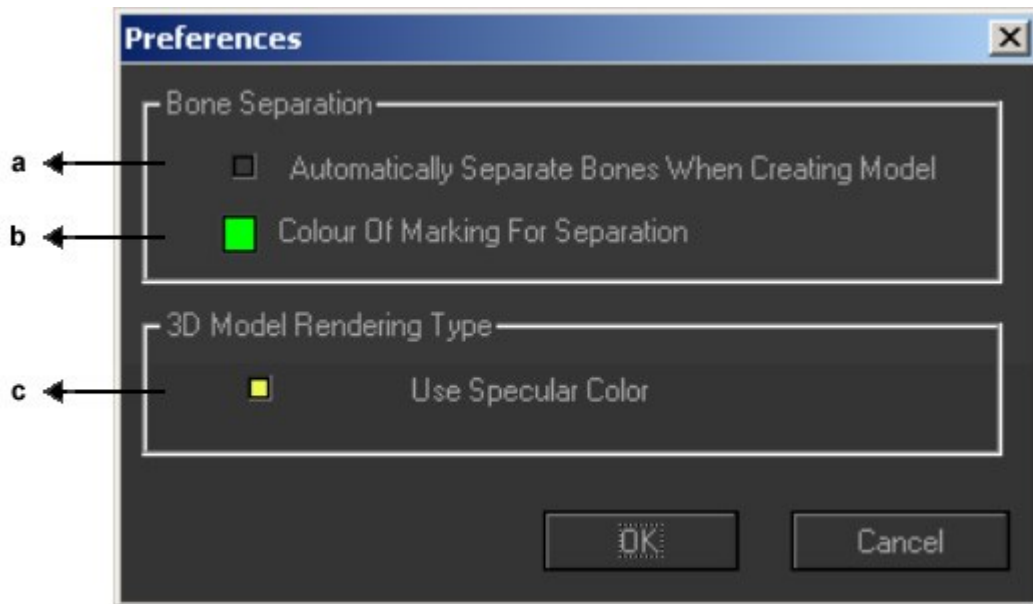 Preferences
Bone Separation
a
Automatically Separate Bones When Creating Model
b
Colour Of Marking For Separation
3D Model Rendering Type
c
Use Specular Color
OK
Cancel